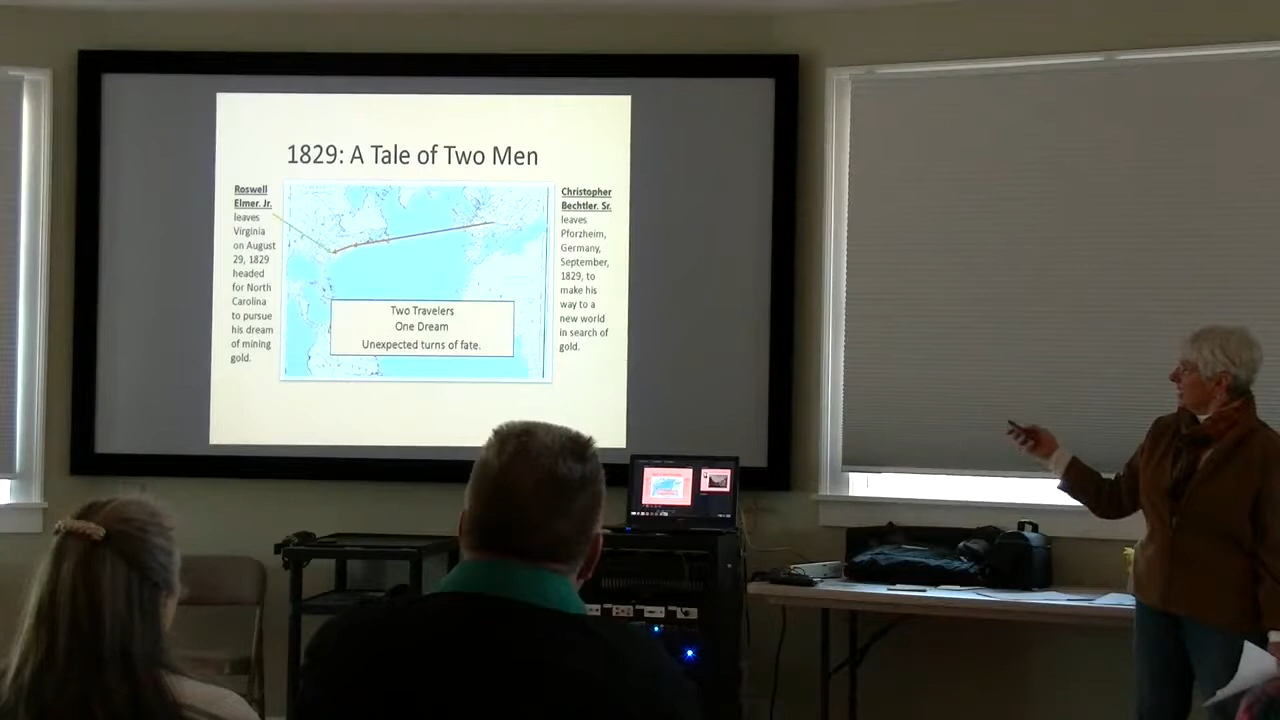 1829: A Tale of Two Men
Roswell
Elmer. Jr.
leaves
Virginia
on August
29, 1829
headed
for North
Carolina
to pursue
his dream
of mining
gold.
Two Travelers
One Dream
Unexpected turns of fate.
Christopher
Bechtler. Sr.
leaves
Pforzheim,
Germany,
September,
1829, to
make his
way to a
new world
in search of
gold.